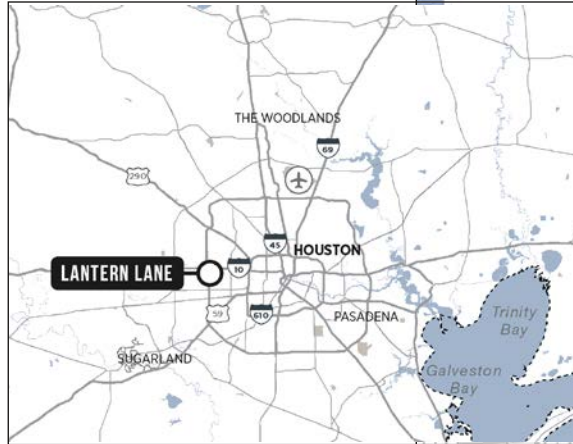 THE WOODLANDS
69
290
45
HOUSTON
LANTERN LANE
10
59
610
PASADENA
SUGARLAND
Trinity
Bay
Galveston
Bay